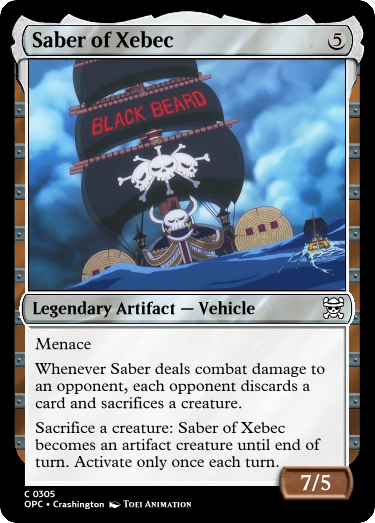 Saber of Xebec 5
BLACK BEARD
Legendary Artifact — Vehicle
Menace
Whenever Saber deals combat damage to
an opponent, each opponent discards a
card and sacrifices a creature.
Sacrifice a creature: Saber of Xebec
becomes an artifact creature until end of
turn. Activate only once each turn.
7/5
C 0305
OPC • Crashington TOEI ANIMATION